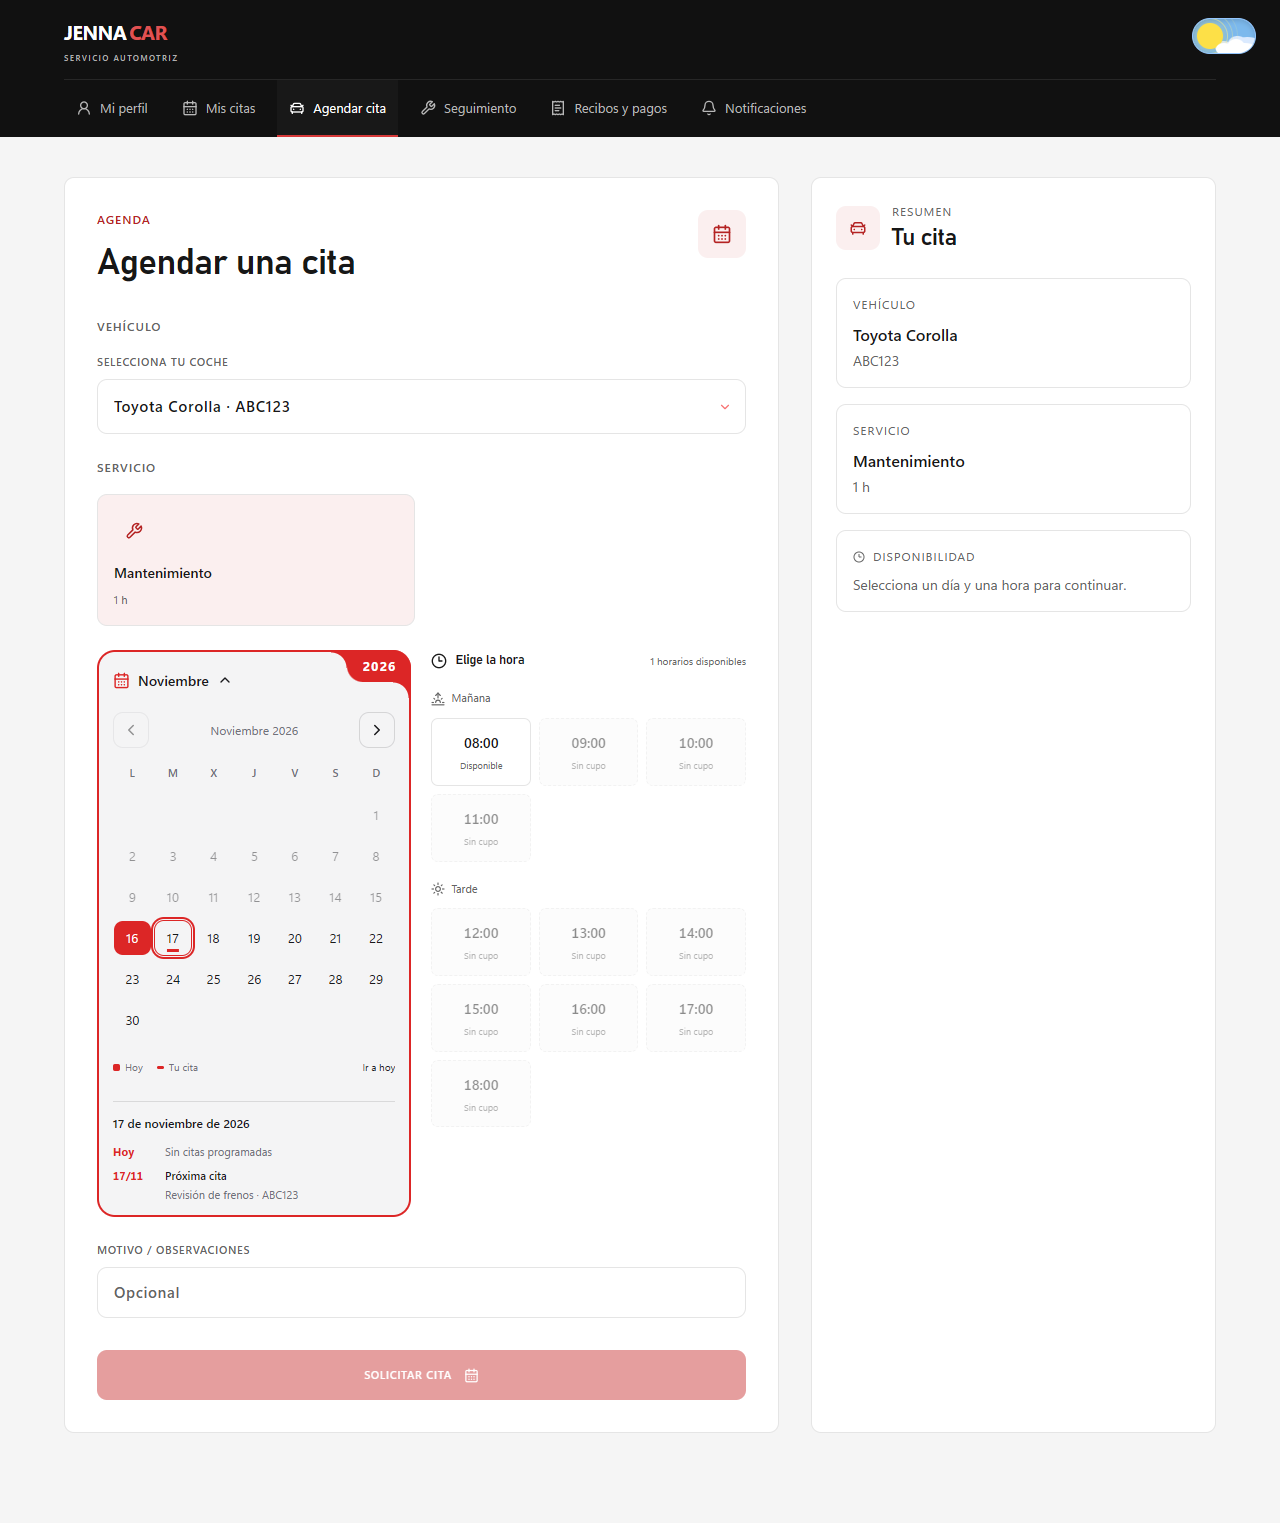 JENNA CAR
SERVICIO AUTOMOTRIZ
Mi perfil
Mis citas
Agendar cita
Seguimiento
Recibos y pagos
Notificaciones
AGENDA
Agendar una cita
VEHÍCULO
SELECCIONA TU COCHE
Toyota Corolla · ABC123
SERVICIO
Mantenimiento
1 h
2026
Noviembre
Noviembre 2026
L M X J V S D
1
2 3 4 5 6 7 8
9 10 11 12 13 14 15
16 17 18 19 20 21 22
23 24 25 26 27 28 29
30
Hoy Tu cita Ir a hoy
17 de noviembre de 2026
Hoy Sin citas programadas
17/11 Próxima cita
Revisión de frenos · ABC123
Elige la hora
1 horarios disponibles
Mañana
08:00 09:00 10:00
Disponible Sin cupo Sin cupo
11:00
Sin cupo
Tarde
12:00 13:00 14:00
Sin cupo Sin cupo Sin cupo
15:00 16:00 17:00
Sin cupo Sin cupo Sin cupo
18:00
Sin cupo
MOTIVO / OBSERVACIONES
Opcional
SOLICITAR CITA
RESUMEN
Tu cita
VEHÍCULO
Toyota Corolla
ABC123
SERVICIO
Mantenimiento
1 h
DISPONIBILIDAD
Selecciona un día y una hora para continuar.